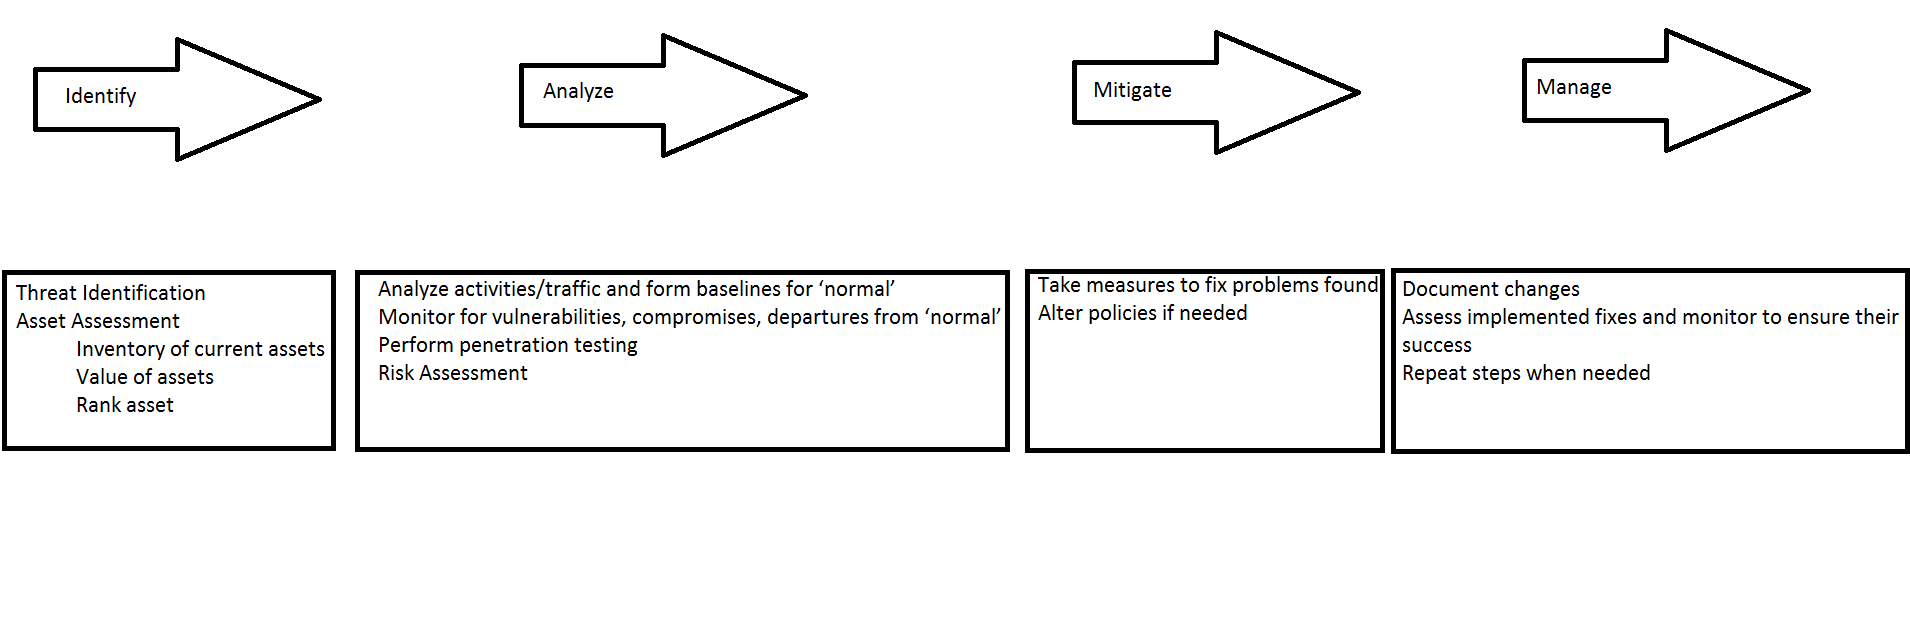 Identify
Analyze
Mitigate
Manage
Threat Identification
Asset Assessment
Inventory of current assets
Value of assets
Rank asset
Analyze activities/traffic and form baselines for ‘normal’
Monitor for vulnerabilities, compromises, departures from ‘normal’
Perform penetration testing
Risk Assessment
Take measures to fix problems found
Alter policies if needed
Document changes
Assess implemented fixes and monitor to ensure their
success
Repeat steps when needed